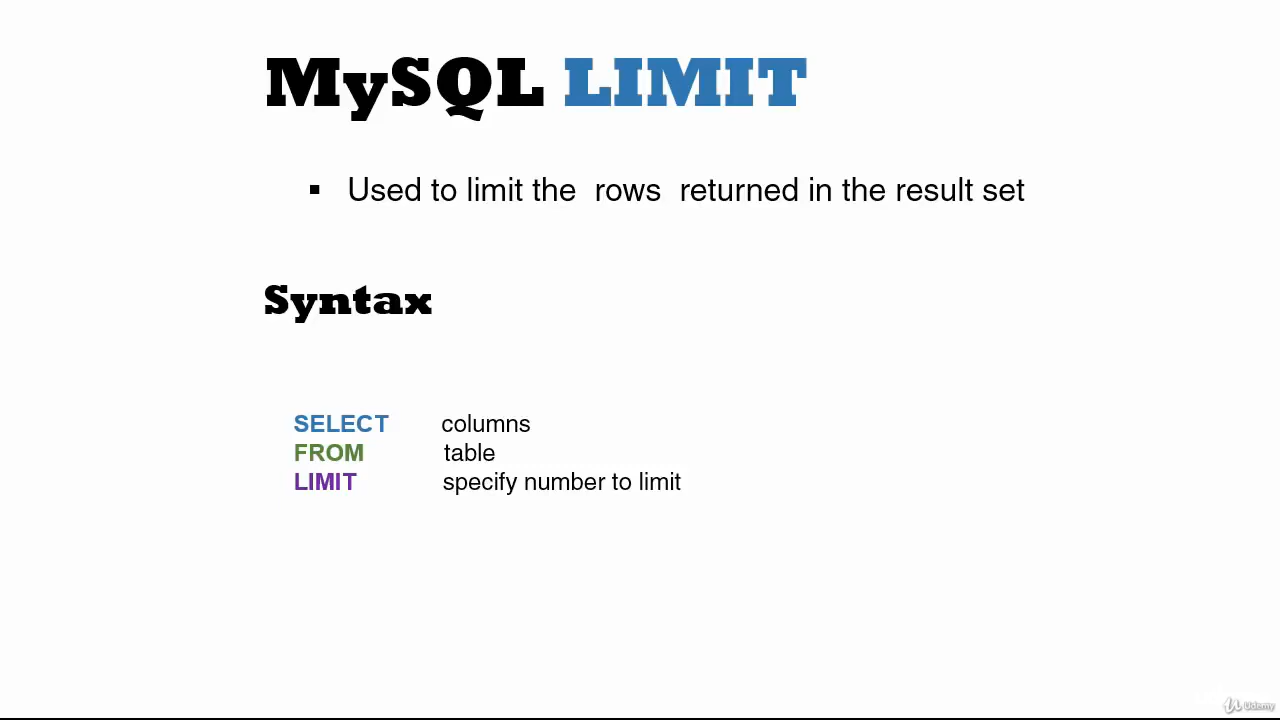 MySQL LIMIT
▪ Used to limit the rows returned in the result set
Syntax
SELECT columns
FROM table
LIMIT specify number to limit
Udemy